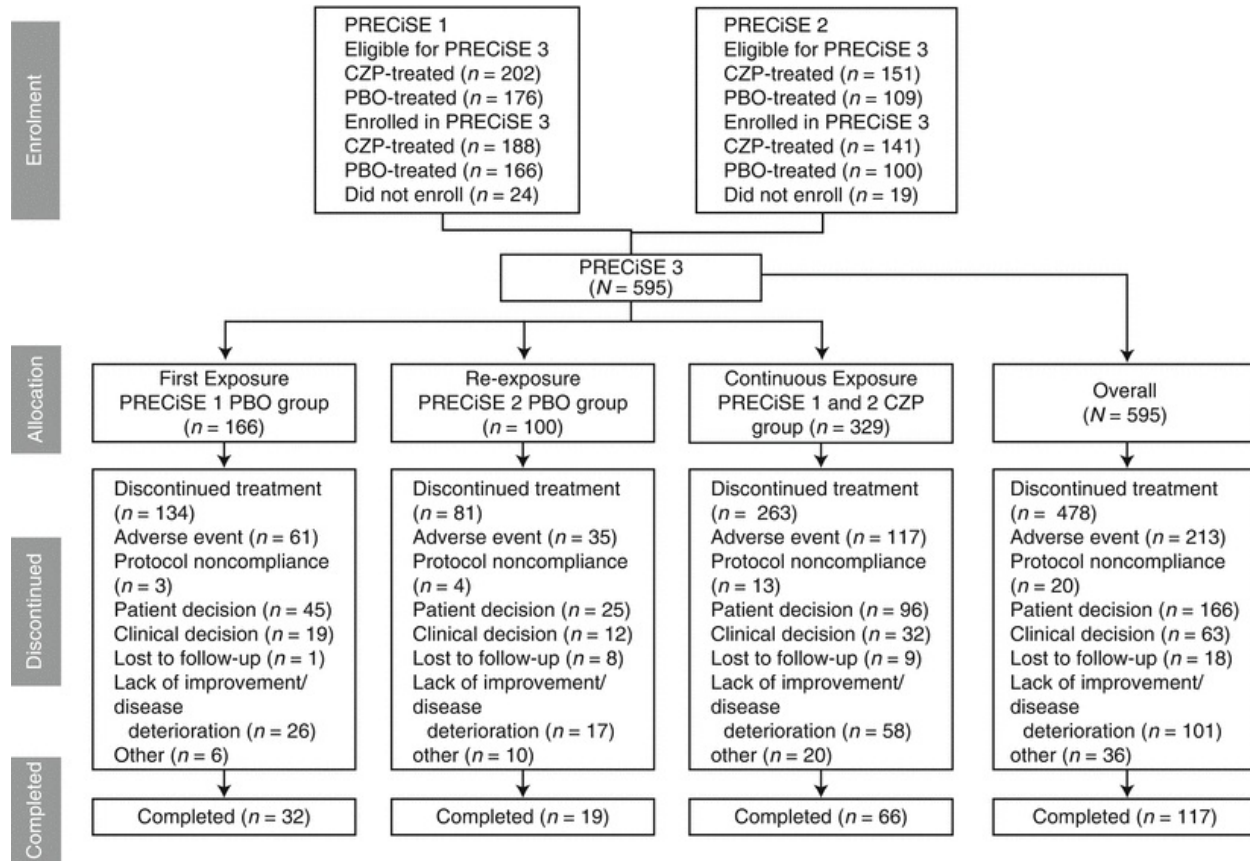 Enrolment
PRECiSE 1
Eligible for PRECiSE 3
CZP-treated (n = 202)
PBO-treated (n = 176)
Enrolled in PRECiSE 3
CZP-treated (n = 188)
PBO-treated (n = 166)
Did not enroll (n = 24)
PRECiSE 2
Eligible for PRECiSE 3
CZP-treated (n = 151)
PBO-treated (n = 109)
Enrolled in PRECiSE 3
CZP-treated (n = 141)
PBO-treated (n = 100)
Did not enroll (n = 19)
PRECiSE 3
(N = 595)
Allocation
First Exposure
PRECiSE 1 PBO group
(n = 166)
Re-exposure
PRECiSE 2 PBO group
(n = 100)
Continuous Exposure
PRECiSE 1 and 2 CZP
group (n = 329)
Overall
(N = 595)
Discontinued
Discontinued treatment
(n = 134)
Adverse event (n = 61)
Protocol noncompliance
(n = 3)
Patient decision (n = 45)
Clinical decision (n = 19)
Lost to follow-up (n = 1)
Lack of improvement/
disease
deterioration (n = 26)
Other (n = 6)
Discontinued treatment
(n = 81)
Adverse event (n = 35)
Protocol noncompliance
(n = 4)
Patient decision (n = 25)
Clinical decision (n = 12)
Lost to follow-up (n = 8)
Lack of improvement/
disease
deterioration (n = 17)
other (n = 10)
Discontinued treatment
(n = 263)
Adverse event (n = 117)
Protocol noncompliance
(n = 13)
Patient decision (n = 96)
Clinical decision (n = 32)
Lost to follow-up (n = 9)
Lack of improvement/
disease
deterioration (n = 58)
other (n = 20)
Discontinued treatment
(n = 478)
Adverse event (n = 213)
Protocol noncompliance
(n = 20)
Patient decision (n = 166)
Clinical decision (n = 63)
Lost to follow-up (n = 18)
Lack of improvement/
disease
deterioration (n = 101)
other (n = 36)
Completed
Completed (n = 32)
Completed (n = 19)
Completed (n = 66)
Completed (n = 117)